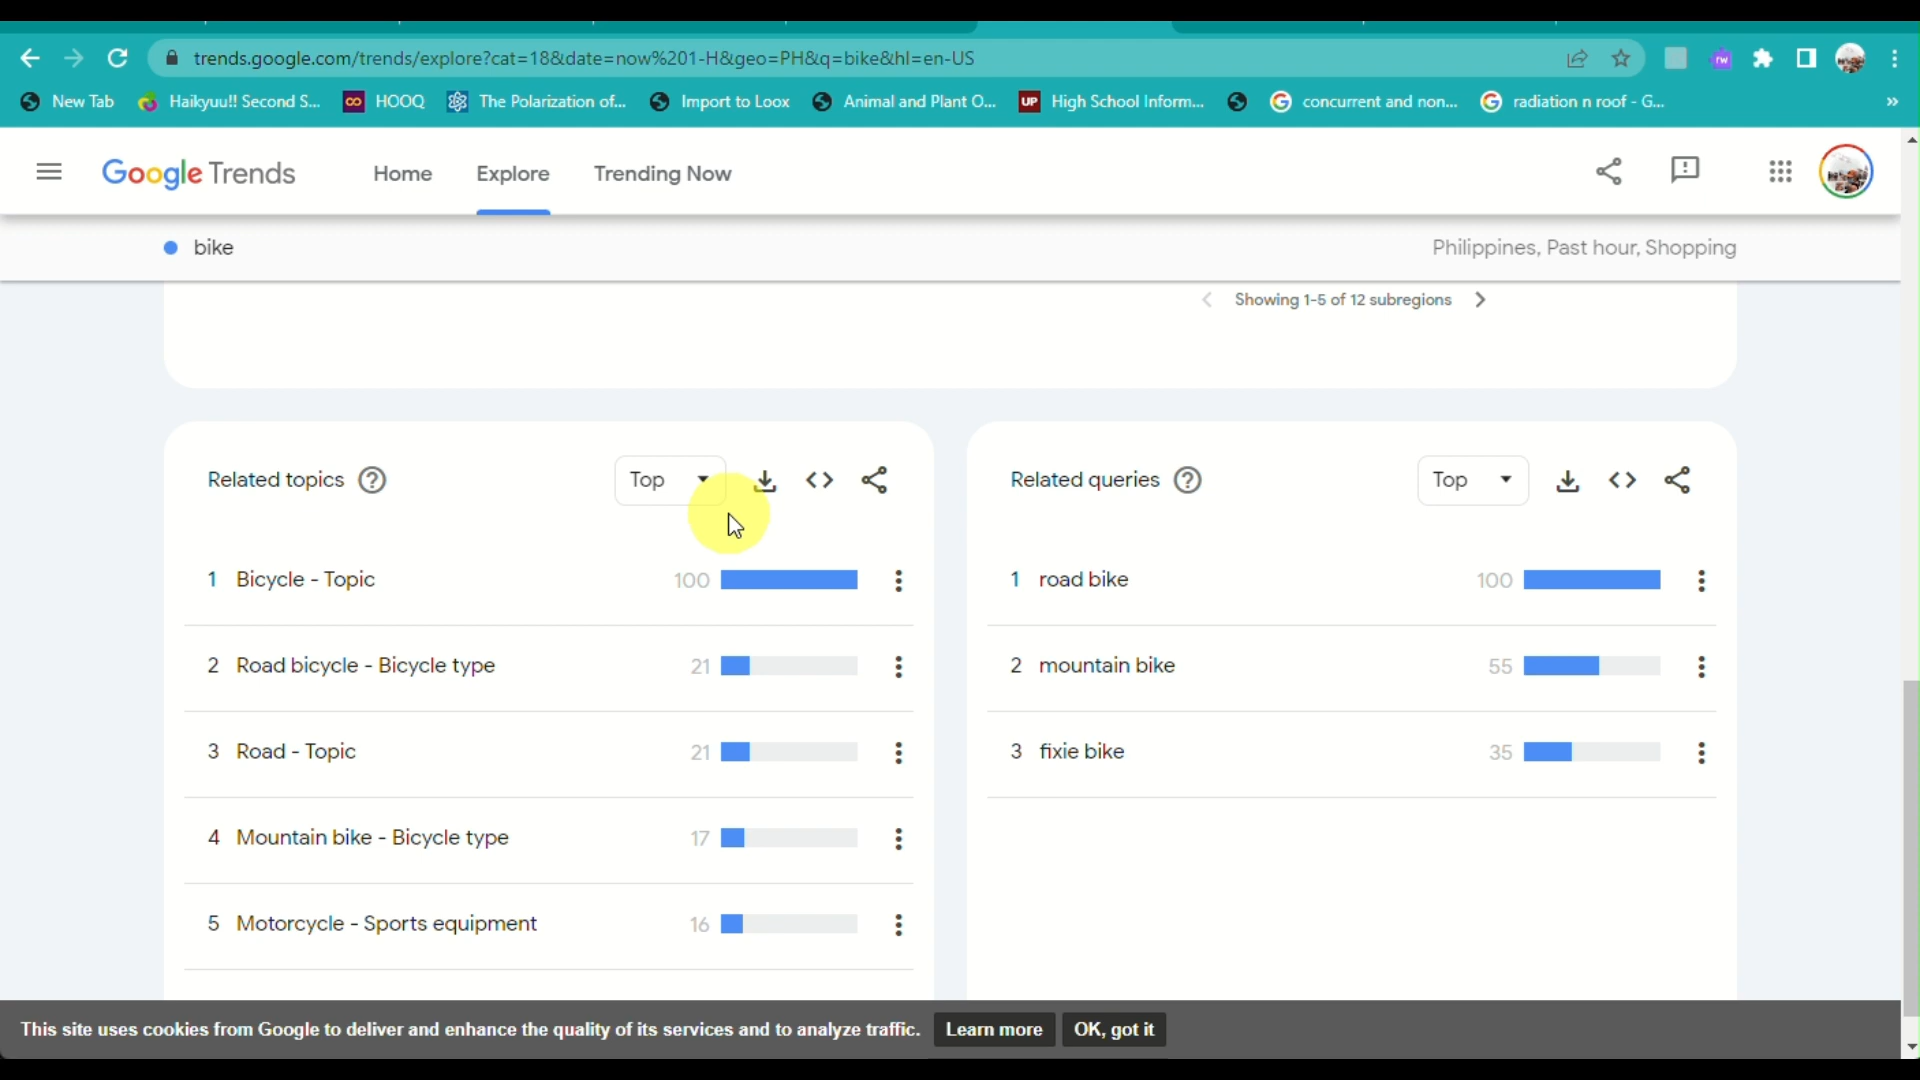 trends.google.com/trends/explore?cat=18&date=now%201-H&geo=PH&q=bike&hl=en-US
rw
New Tab
Haikyuu!! Second S...
HOOQ
The Polarization of...
Import to Loox
Animal and Plant O...
UP
High School Inform...
concurrent and non...
radiation n roof - G...
»
Google Trends
Home
Explore
Trending Now
bike
Philippines, Past hour, Shopping
Showing 1-5 of 12 subregions
Related topics
Top
1 Bicycle - Topic 100
2 Road bicycle - Bicycle type 21
3 Road - Topic 21
4 Mountain bike - Bicycle type 17
5 Motorcycle - Sports equipment 16
Related queries
Top
1 road bike 100
2 mountain bike 55
3 fixie bike 35
This site uses cookies from Google to deliver and enhance the quality of its services and to analyze traffic.
Learn more
OK, got it